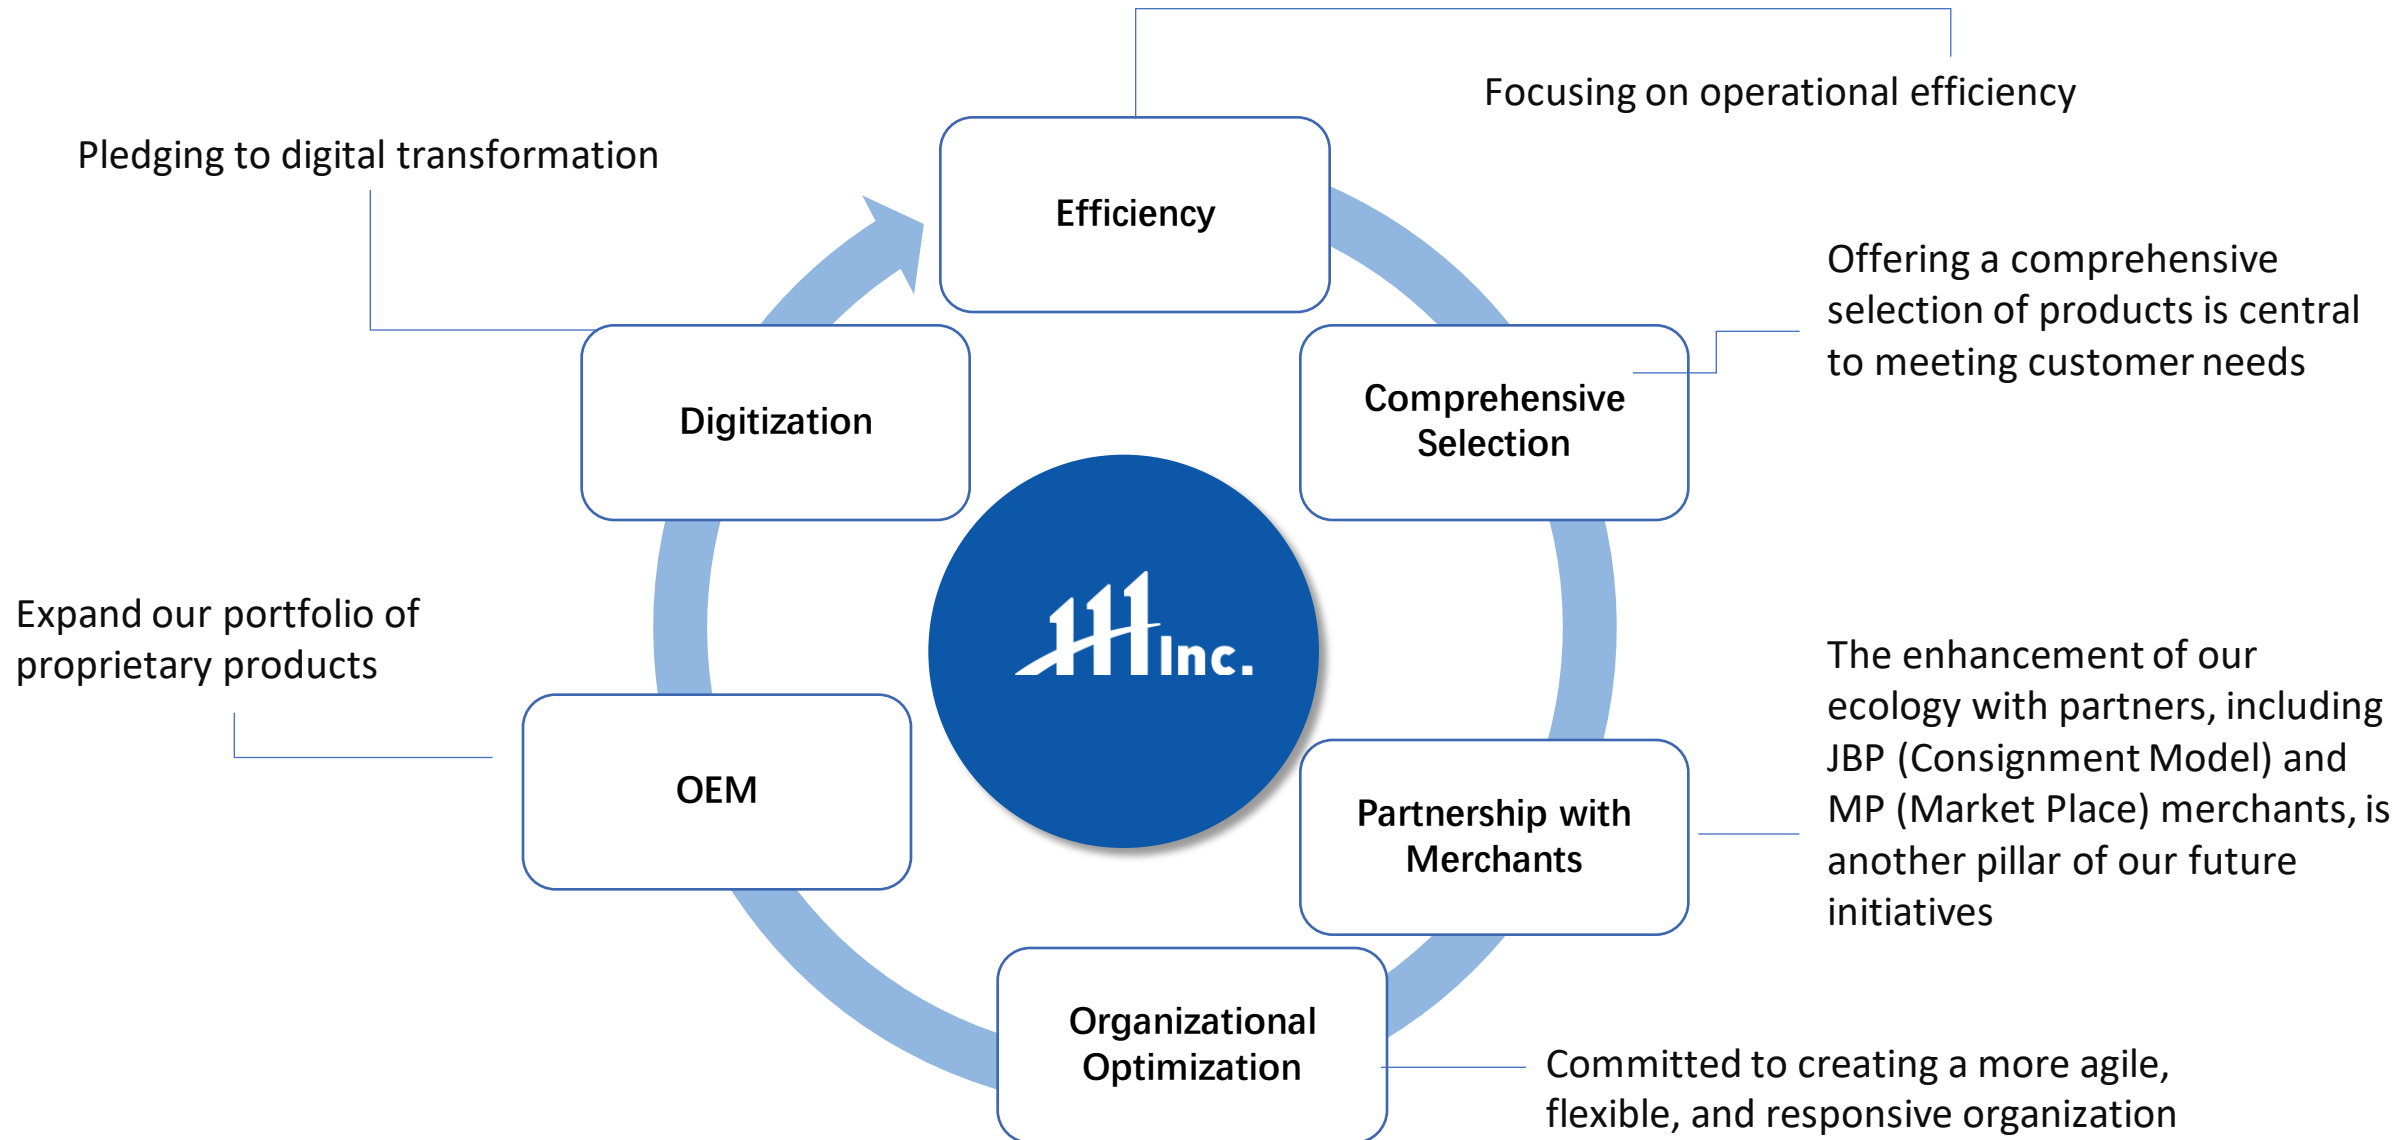 Focusing on operational efficiency
Pledging to digital transformation
Efficiency
Offering a comprehensive
selection of products is central
to meeting customer needs
Comprehensive
Selection
Digitization
111 Inc.
Expand our portfolio of
proprietary products
The enhancement of our
ecology with partners, including
JBP (Consignment Model) and
MP (Market Place) merchants, is
another pillar of our future
initiatives
OEM
Partnership with
Merchants
Organizational
Optimization
Committed to creating a more agile,
flexible, and responsive organization